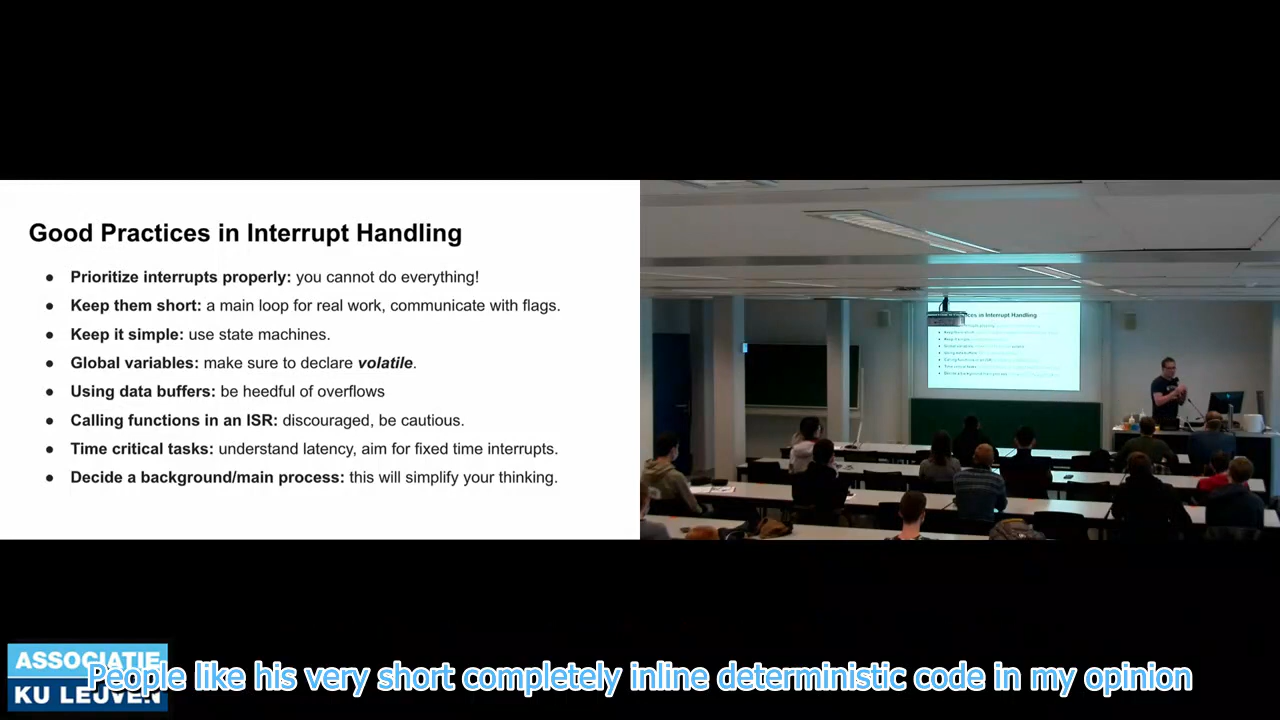 Good Practices in Interrupt Handling
● Prioritize interrupts properly: you cannot do everything!
● Keep them short: a main loop for real work, communicate with flags.
● Keep it simple: use state machines.
● Global variables: make sure to declare volatile.
● Using data buffers: be heedful of overflows
● Calling functions in an ISR: discouraged, be cautious.
● Time critical tasks: understand latency, aim for fixed time interrupts.
● Decide a background/main process: this will simplify your thinking.
ices in Interrupt Handling
ASSOCIATIE
KU LEUVEN
People like his very short completely inline deterministic code in my opinion